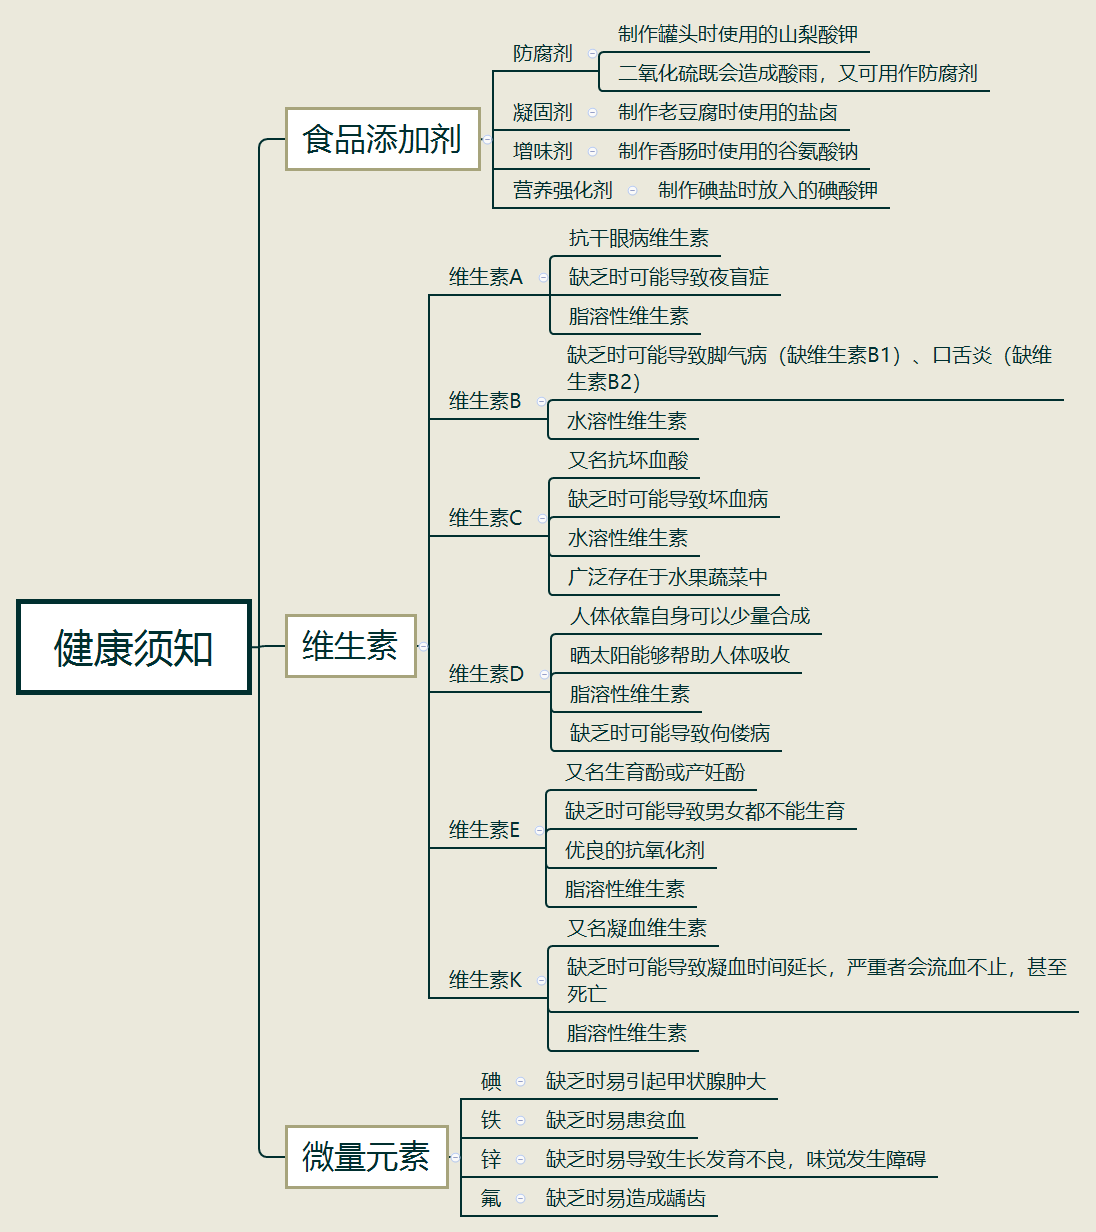 健康须知
食品添加剂
防腐剂
制作罐头时使用的山梨酸钾
二氧化硫既会造成酸雨，又可用作防腐剂
凝固剂
制作老豆腐时使用的盐卤
增味剂
制作香肠时使用的谷氨酸钠
营养强化剂
制作碘盐时放入的碘酸钾
维生素
维生素A
抗干眼病维生素
缺乏时可能导致夜盲症
脂溶性维生素
维生素B
缺乏时可能导致脚气病（缺维生素B1）、口舌炎（缺维
生素B2）
水溶性维生素
维生素C
又名抗坏血酸
缺乏时可能导致坏血病
水溶性维生素
广泛存在于水果蔬菜中
维生素D
人体依靠自身可以少量合成
晒太阳能够帮助人体吸收
脂溶性维生素
缺乏时可能导致佝偻病
维生素E
又名生育酚或产妊酚
缺乏时可能导致男女都不能生育
优良的抗氧化剂
脂溶性维生素
维生素K
又名凝血维生素
缺乏时可能导致凝血时间延长，严重者会流血不止，甚至
死亡
脂溶性维生素
微量元素
碘
缺乏时易引起甲状腺肿大
铁
缺乏时易患贫血
锌
缺乏时易导致生长发育不良，味觉发生障碍
氟
缺乏时易造成龋齿